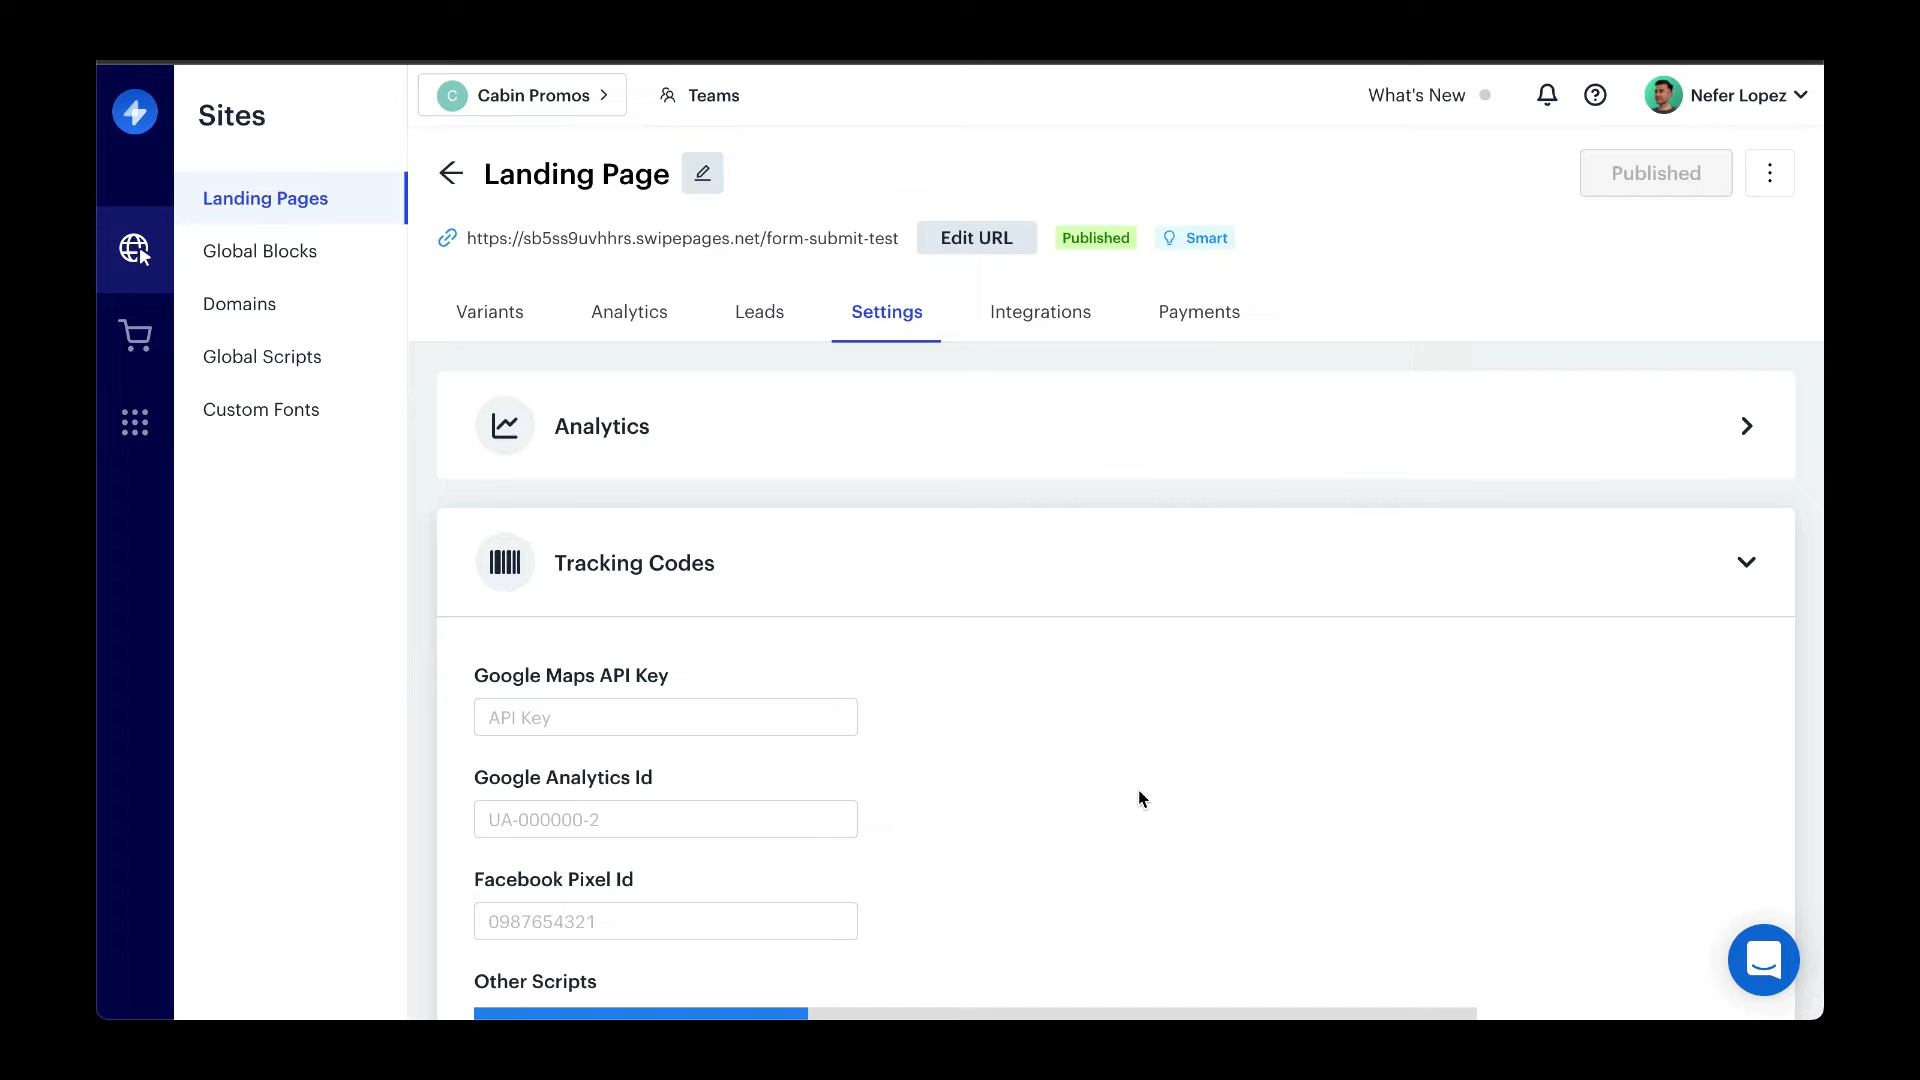 Sites
Landing Pages
Global Blocks
Domains
Global Scripts
Custom Fonts
C Cabin Promos
Teams
What's New
Nefer Lopez
Landing Page
Published
https://sb5ss9uvhhrs.swipepages.net/form-submit-test
Edit URL
Published
Smart
Variants
Analytics
Leads
Settings
Integrations
Payments
Analytics
Tracking Codes
Google Maps API Key
API Key
Google Analytics Id
UA-000000-2
Facebook Pixel Id
0987654321
Other Scripts